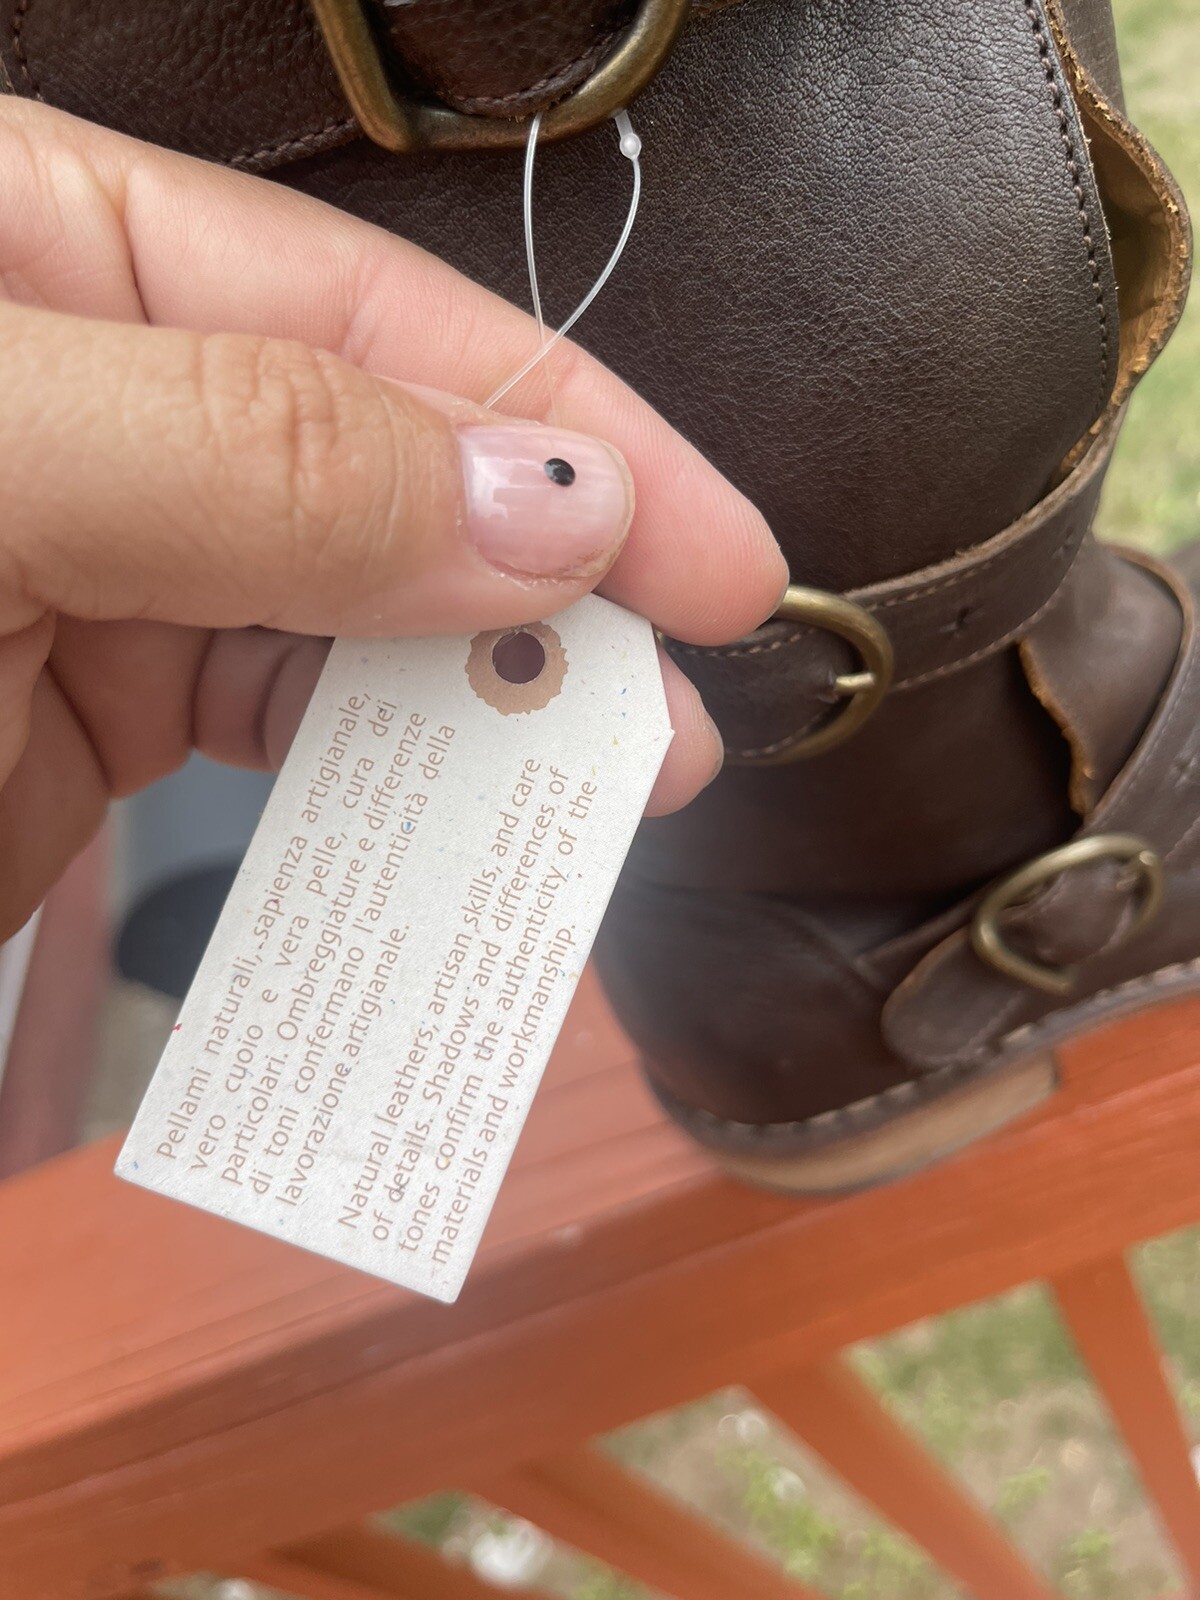 Pellami naturali, sapienza artigianale,
vero cuoio e vera pelle, cura dei
particolari. Ombreggiature e differenze
di toni confermano l'autenticità della
lavorazione artigianale.
Natural leathers, artisan skills, and care
of details. Shadows and differences of
tones confirm the authenticity of the
materials and workmanship.